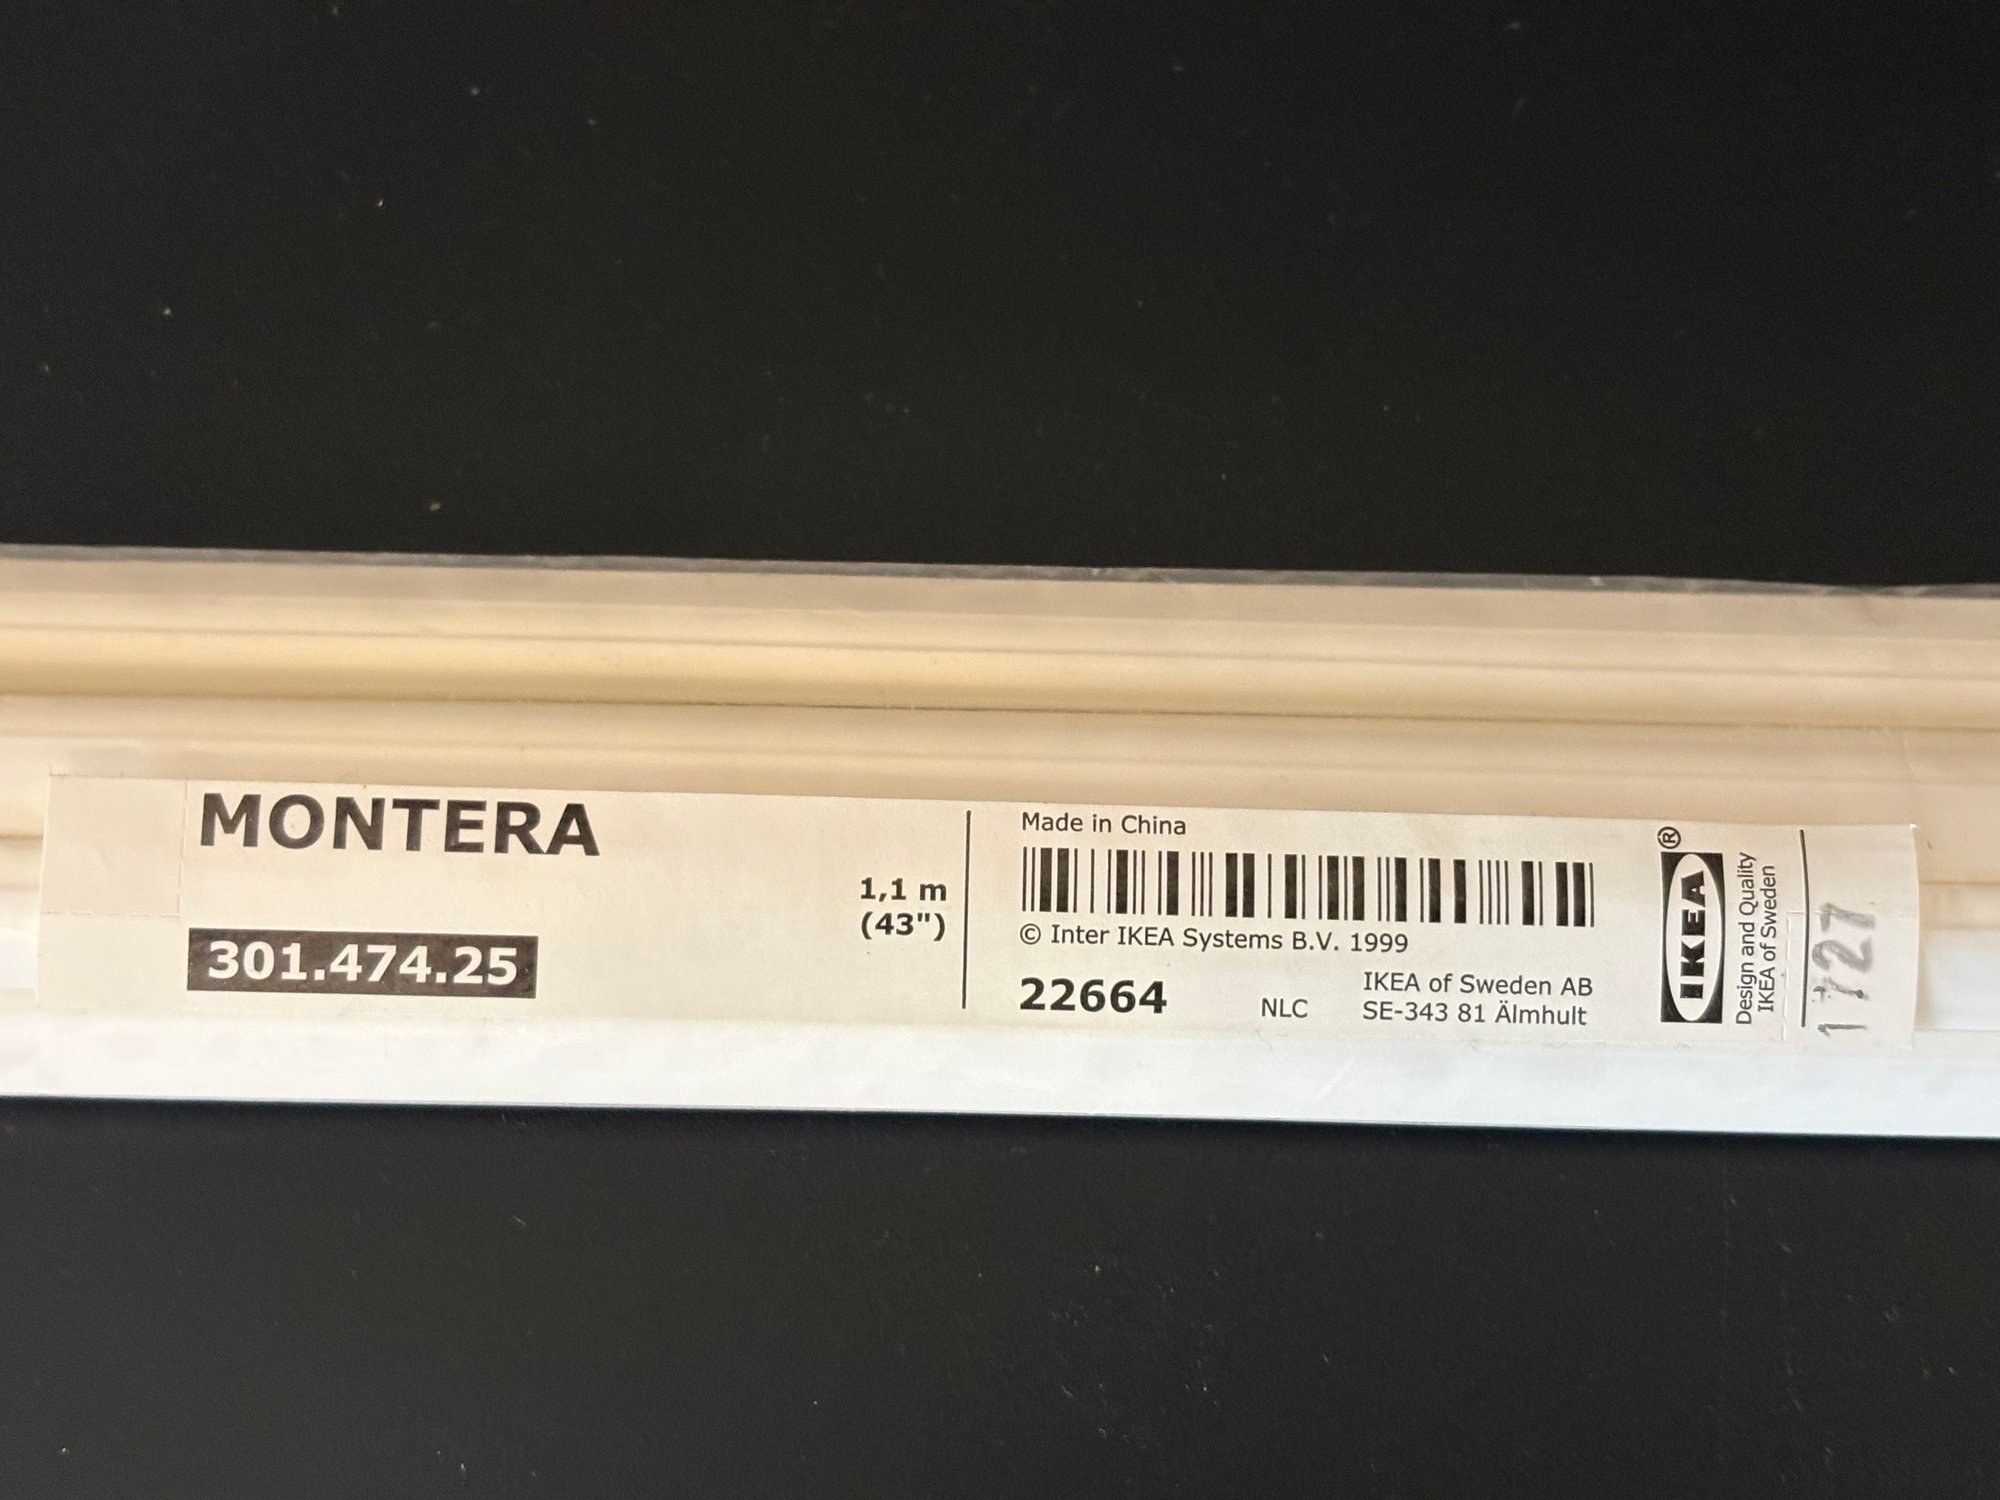 MONTERA
301.474.25
1,1 m
(43")
Made in China
© Inter IKEA Systems B.V. 1999
22664
NLC
IKEA of Sweden AB
SE-343 81 Älmhult
IKEA®
Design and Quality
IKEA of Sweden
1727